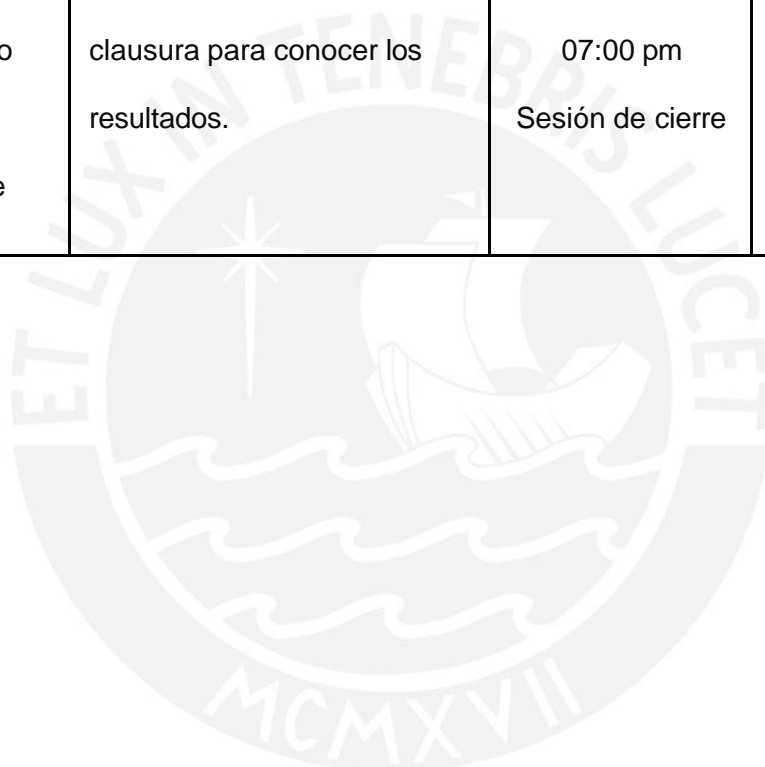 o
e
clausura para conocer los
resultados.
07:00 pm
Sesión de cierre
ET LUX IN TENEBRIS LUCET
MCMXVII